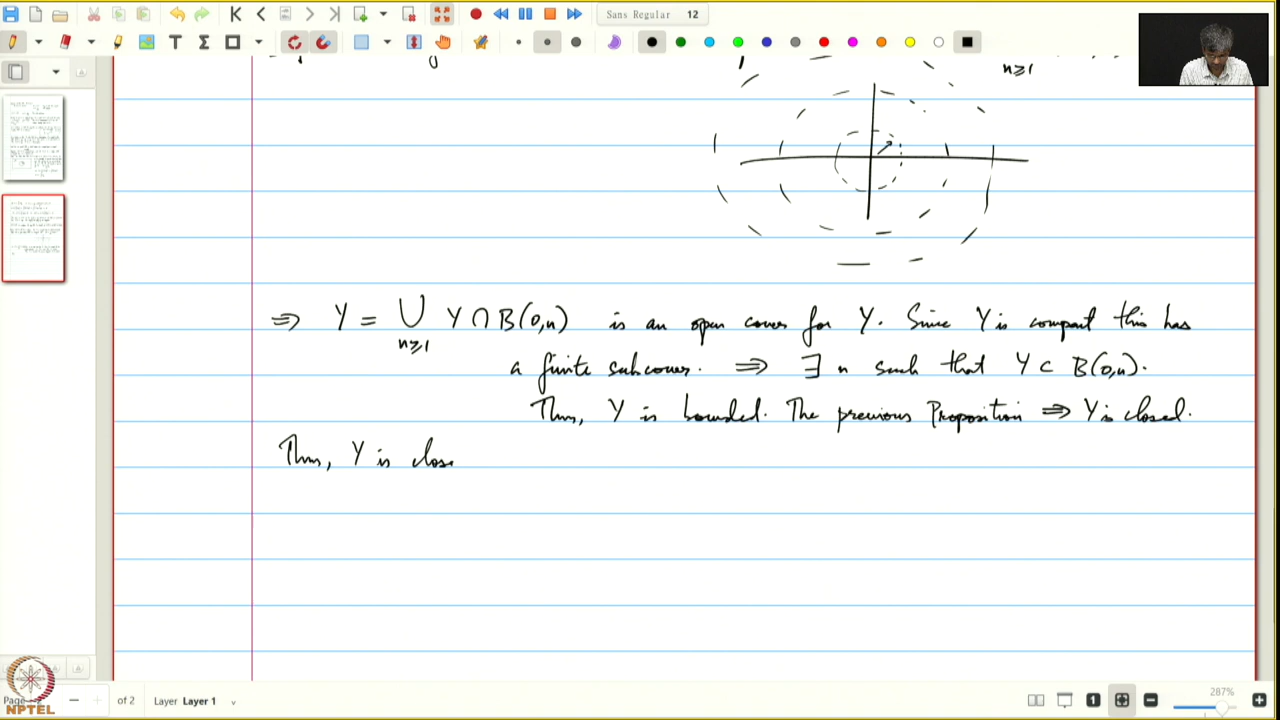 Sans Regular 12
n≥1
⇒ Y = ⋃ Y ∩ B(0,n) is an open cover for Y. Since Y is compact this has
n≥1
a finite subcover. ⇒ ∃ n such that Y ⊂ B(0,n).
Thus, Y is bounded. The previous Proposition ⇒ Y is closed.
Thus, Y is close
of 2 Layer Layer 1 287%
NPTEL